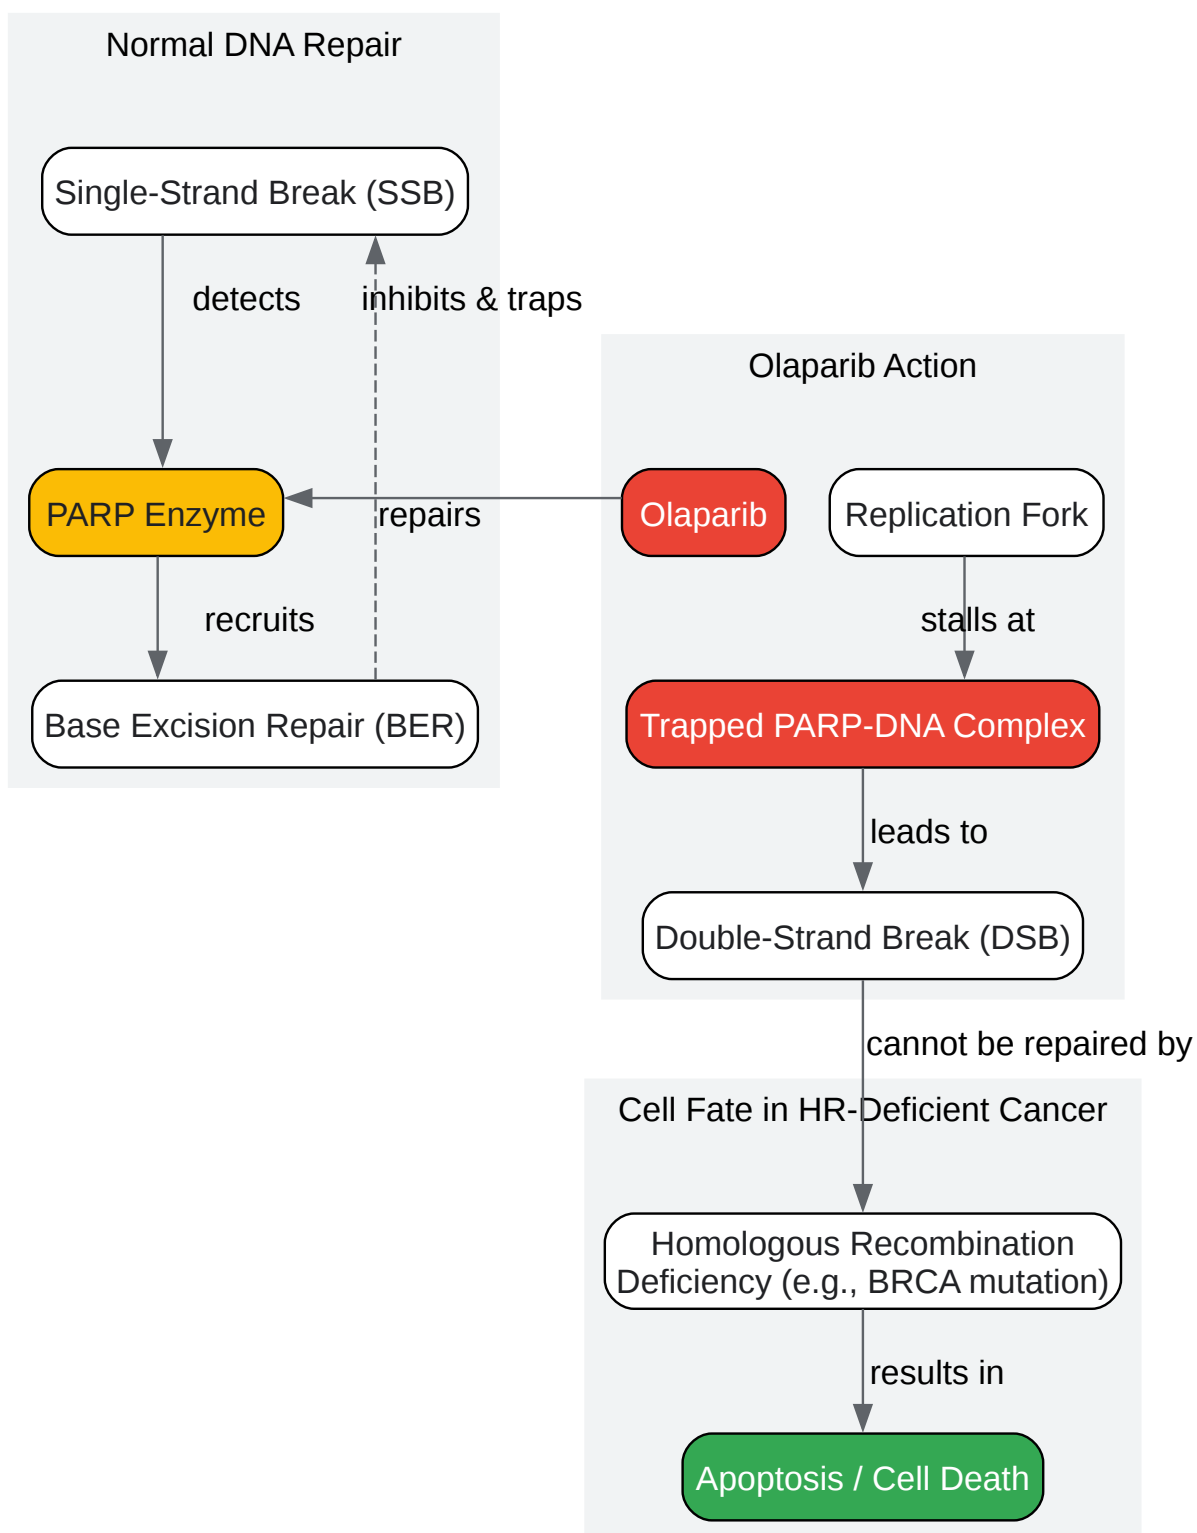 Normal DNA Repair
Single-Strand Break (SSB)
detects
inhibits & traps
Olaparib Action
PARP Enzyme
repairs
Olaparib
Replication Fork
recruits
stalls at
Base Excision Repair (BER)
Trapped PARP-DNA Complex
leads to
Double-Strand Break (DSB)
cannot be repaired by
Cell Fate in HR-Deficient Cancer
Homologous Recombination
Deficiency (e.g., BRCA mutation)
results in
Apoptosis / Cell Death